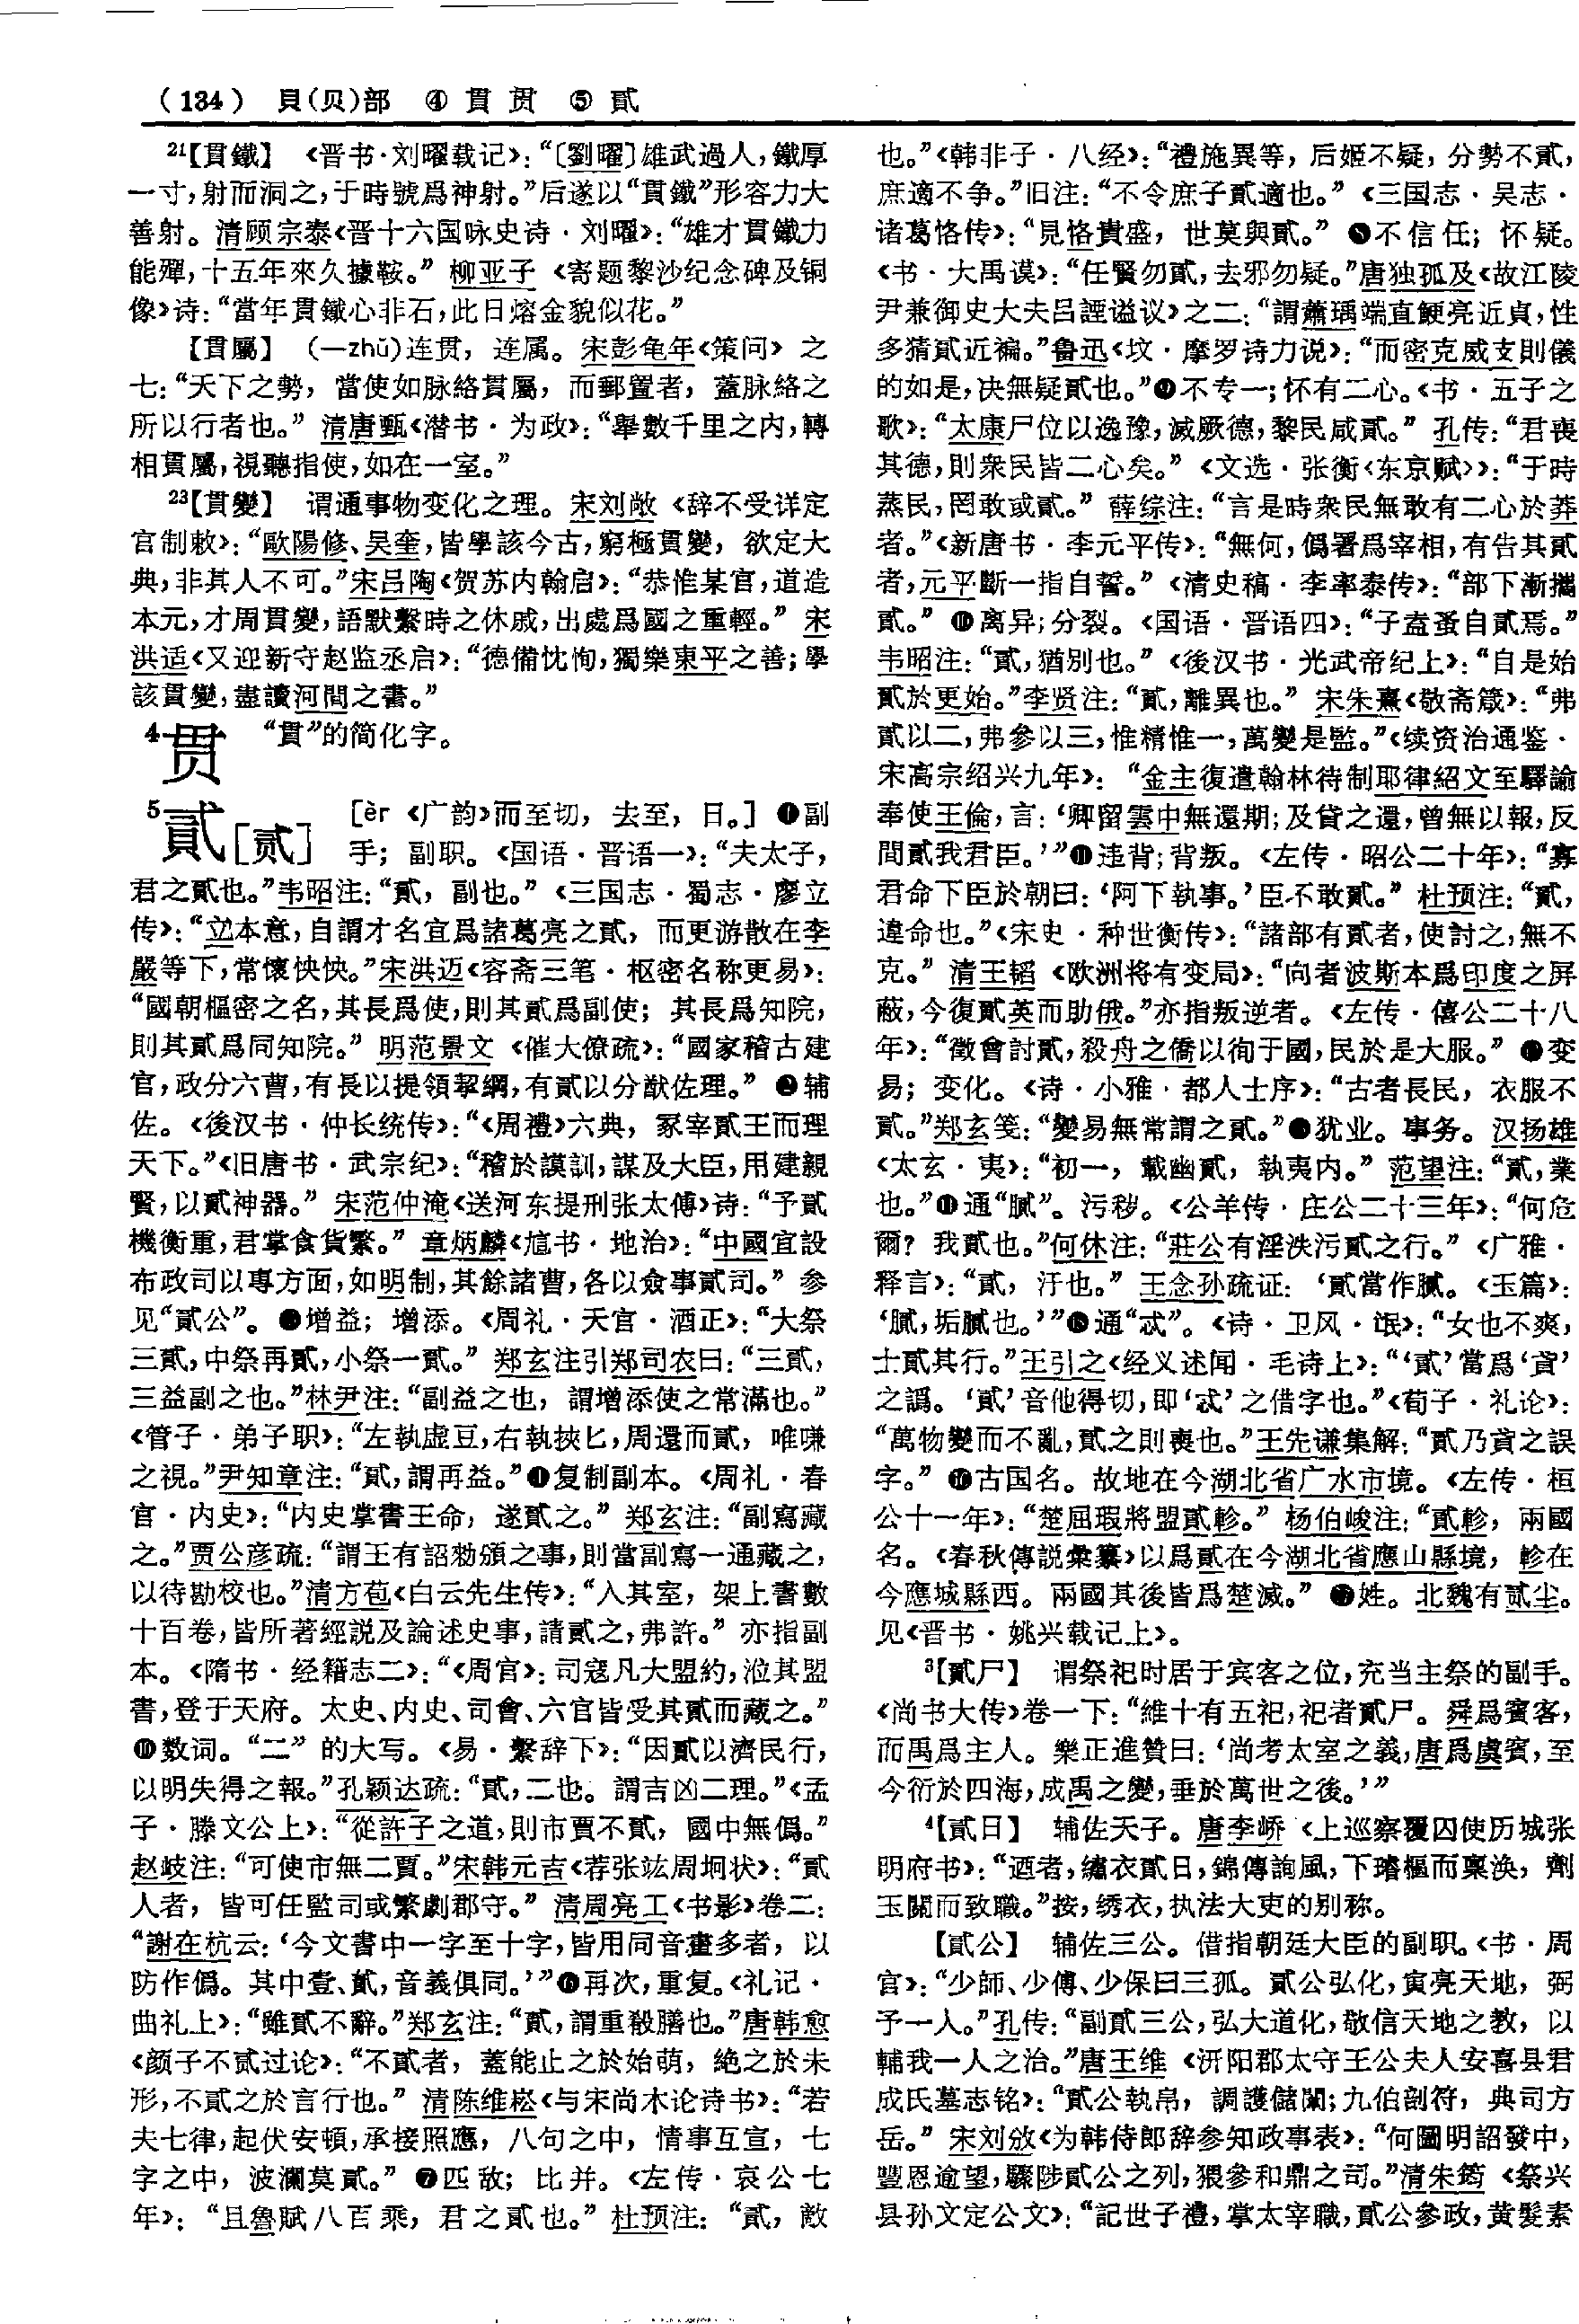 （134） 貝(贝)部 ④ 貫 贯 ⑤ 貳
²¹【貫鐵】 《晋书·刘曜载记》：“〔劉曜〕雄武過人，鐵厚
一寸，射而洞之，于時號爲神射。”后遂以“貫鐵”形容力大
善射。清顾宗泰《晋十六国咏史诗·刘曜》：“雄才貫鐵力
能殫，十五年來久據鞍。” 柳亚子《寄题黎沙纪念碑及铜
像》诗：“當年貫鐵心非石，此日熔金貌似花。”
【貫屬】 （—zhǔ）连贯，连属。宋彭龟年《策问》之
七：“天下之勢，當使如脉絡貫屬，而郵置者，蓋脉絡之
所以行者也。” 清唐甄《潜书·为政》：“舉數千里之内，轉
相貫屬，視聽指使，如在一室。”
²³【貫變】 谓通事物变化之理。宋刘敞《辞不受详定
官制敕》：“歐陽修、吴奎，皆學該今古，窮極貫變，欲定大
典，非其人不可。”宋吕陶《贺苏内翰启》：“恭惟某官，道造
本元，才周貫變，語默繫時之休戚，出處爲國之重輕。” 宋
洪适《又迎新守赵监丞启》：“德備忱恂，獨樂東平之善；學
該貫變，盡讀河間之書。”
⁴贯 “貫”的简化字。
⁵貳[贰] [èr 《广韵》而至切，去至，日。] ❶副
手；副职。《国语·晋语一》：“夫太子，
君之貳也。”韦昭注：“貳，副也。”《三国志·蜀志·廖立
传》：“立本意，自謂才名宜爲諸葛亮之貳，而更游散在李
嚴等下，常懷怏怏。”宋洪迈《容斋三笔·枢密名称更易》：
“國朝樞密之名，其長爲使，則其貳爲副使；其長爲知院，
則其貳爲同知院。” 明范景文《催大僚疏》：“國家稽古建
官，政分六曹，有長以提領挈綱，有貳以分猷佐理。” ❷辅
佐。《後汉书·仲长统传》：“《周禮》六典，冢宰貳王而理
天下。”《旧唐书·武宗纪》：“稽於謨訓，謀及大臣，用建親
賢，以貳神器。” 宋范仲淹《送河东提刑张太傅》诗：“予貳
機衡重，君掌食貨繁。” 章炳麟《訄书·地治》：“中國宜設
布政司以專方面，如明制，其餘諸曹，各以僉事貳司。” 参
见“貳公”。 ❸增益；增添。《周礼·天官·酒正》：“大祭
三貳，中祭再貳，小祭一貳。” 郑玄注引郑司农曰：“三貳，
三益副之也。”林尹注：“副益之也，謂增添使之常滿也。”
《管子·弟子职》：“左執虚豆，右執挾匕，周還而貳，唯嗛
之視。”尹知章注：“貳，謂再益。”❹复制副本。《周礼·春
官·内史》：“内史掌書王命，遂貳之。” 郑玄注：“副寫藏
之。”贾公彦疏：“謂王有詔勑頒之事，則當副寫一通藏之，
以待勘校也。”清方苞《白云先生传》：“入其室，架上書數
十百卷，皆所著經説及論述史事，請貳之，弗許。” 亦指副
本。《隋书·经籍志二》：“《周官》：司寇凡大盟約，涖其盟
書，登于天府。太史、内史、司會、六官皆受其貳而藏之。”
❺数词。“二”的大写。《易·繫辞下》：“因貳以濟民行，
以明失得之報。”孔颖达疏：“貳，二也。謂吉凶二理。”《孟
子·滕文公上》：“從許子之道，則市賈不貳，國中無僞。”
赵岐注：“可使市無二賈。”宋韩元吉《荐张竑周垌状》：“貳
人者，皆可任監司或繁劇郡守。” 清周亮工《书影》卷二：
“謝在杭云：‘今文書中一字至十字，皆用同音畫多者，以
防作僞。其中壹、貳，音義俱同。’”❻再次，重复。《礼记·
曲礼上》：“雖貳不辭。”郑玄注：“貳，謂重殽膳也。”唐韩愈
《颜子不贰过论》：“不貳者，蓋能止之於始萌，絶之於未
形，不貳之於言行也。” 清陈维崧《与宋尚木论诗书》：“若
夫七律，起伏安頓，承接照應，八句之中，情事互宣，七
字之中，波瀾莫貳。” ❼匹敌；比并。《左传·哀公七
年》：“且魯賦八百乘，君之貳也。” 杜预注：“貳，敵
也。”《韩非子·八经》：“禮施異等，后姬不疑，分勢不貳，
庶適不争。”旧注：“不令庶子貳適也。”《三国志·吴志·
诸葛恪传》：“見恪貴盛，世莫與貳。” ❽不信任；怀疑。
《书·大禹谟》：“任賢勿貳，去邪勿疑。”唐独孤及《故江陵
尹兼御史大夫吕諲谥议》之二：“謂蕭瑀端直鯁亮近貞，性
多猜貳近褊。”鲁迅《坟·摩罗诗力说》：“而密克威支則儀
的如是，决無疑貳也。”❾不专一；怀有二心。《书·五子之
歌》：“太康尸位以逸豫，滅厥德，黎民咸貳。” 孔传：“君喪
其德，則衆民皆二心矣。”《文选·张衡〈东京赋〉》：“于時
蒸民，罔敢或貳。” 薛综注：“言是時衆民無敢有二心於莽
者。”《新唐书·李元平传》：“無何，僞署爲宰相，有告其貳
者，元平斷一指自誓。”《清史稿·李率泰传》：“部下漸攜
貳。” ❿离异；分裂。《国语·晋语四》：“子盍蚤自貳焉。”
韦昭注：“貳，猶別也。”《後汉书·光武帝纪上》：“自是始
貳於更始。”李贤注：“貳，離異也。” 宋朱熹《敬斋箴》：“弗
貳以二，弗參以三，惟精惟一，萬變是監。”《续资治通鉴·
宋高宗绍兴九年》：“金主復遣翰林待制耶律紹文至驛諭
奉使王倫，言：‘卿留雲中無還期；及貸之還，曾無以報，反
間貳我君臣。’”⓫违背；背叛。《左传·昭公二十年》：“寡
君命下臣於朝曰：‘阿下執事。’臣不敢貳。” 杜预注：“貳，
違命也。”《宋史·种世衡传》：“諸部有貳者，使討之，無不
克。” 清王韬《欧洲将有变局》：“向者波斯本爲印度之屏
蔽，今復貳英而助俄。”亦指叛逆者。《左传·僖公二十八
年》：“徵會討貳，殺舟之僑以徇于國，民於是大服。” ⓬变
易；变化。《诗·小雅·都人士序》：“古者長民，衣服不
貳。”郑玄笺：“變易無常謂之貳。”⓭犹业。事务。汉扬雄
《太玄·夷》：“初一，載幽貳，執夷内。” 范望注：“貳，業
也。”⓮通“膩”。污秽。《公羊传·庄公二十三年》：“何危
爾？我貳也。”何休注：“莊公有淫泆污貳之行。”《广雅·
释言》：“貳，汙也。” 王念孙疏证：‘貳當作膩。《玉篇》：
‘膩，垢膩也。’”⓯通“忒”。《诗·卫风·氓》：“女也不爽，
士貳其行。”王引之《经义述闻·毛诗上》：“‘貳’當爲‘貣’
之譌。‘貳’音他得切，即‘忒’之借字也。”《荀子·礼论》：
“萬物變而不亂，貳之則喪也。”王先谦集解：“貳乃貣之誤
字。” ⓰古国名。故地在今湖北省广水市境。《左传·桓
公十一年》：“楚屈瑕將盟貳軫。” 杨伯峻注：“貳軫，兩國
名。《春秋傳説彙纂》以爲貳在今湖北省應山縣境，軫在
今應城縣西。兩國其後皆爲楚滅。” ⓱姓。北魏有贰尘。
见《晋书·姚兴载记上》。
³【貳尸】 谓祭祀时居于宾客之位，充当主祭的副手。
《尚书大传》卷一下：“維十有五祀，祀者貳尸。舜爲賓客，
而禹爲主人。樂正進贊曰：‘尚考太室之義，唐爲虞賓，至
今衍於四海，成禹之變，垂於萬世之後。’”
⁴【貳日】 辅佐天子。唐李峤《上巡察覆囚使历城张
明府书》：“迺者，繡衣貳日，錦傳詢風，下璿樞而稟涣，劑
玉關而致職。”按，绣衣，执法大吏的别称。
【貳公】 辅佐三公。借指朝廷大臣的副职。《书·周
官》：“少師、少傅、少保曰三孤。貳公弘化，寅亮天地，弼
予一人。”孔传：“副貳三公，弘大道化，敬信天地之教，以
輔我一人之治。”唐王维《汧阳郡太守王公夫人安喜县君
成氏墓志铭》：“貳公執帛，調護儲闈；九伯剖符，典司方
岳。” 宋刘攽《为韩侍郎辞参知政事表》：“何圖明詔發中，
豐恩逾望，驟陟貳公之列，猥參和鼎之司。”清朱筠《祭兴
县孙文定公文》：“記世子禮，掌太宰職，貳公參政，黄髮素